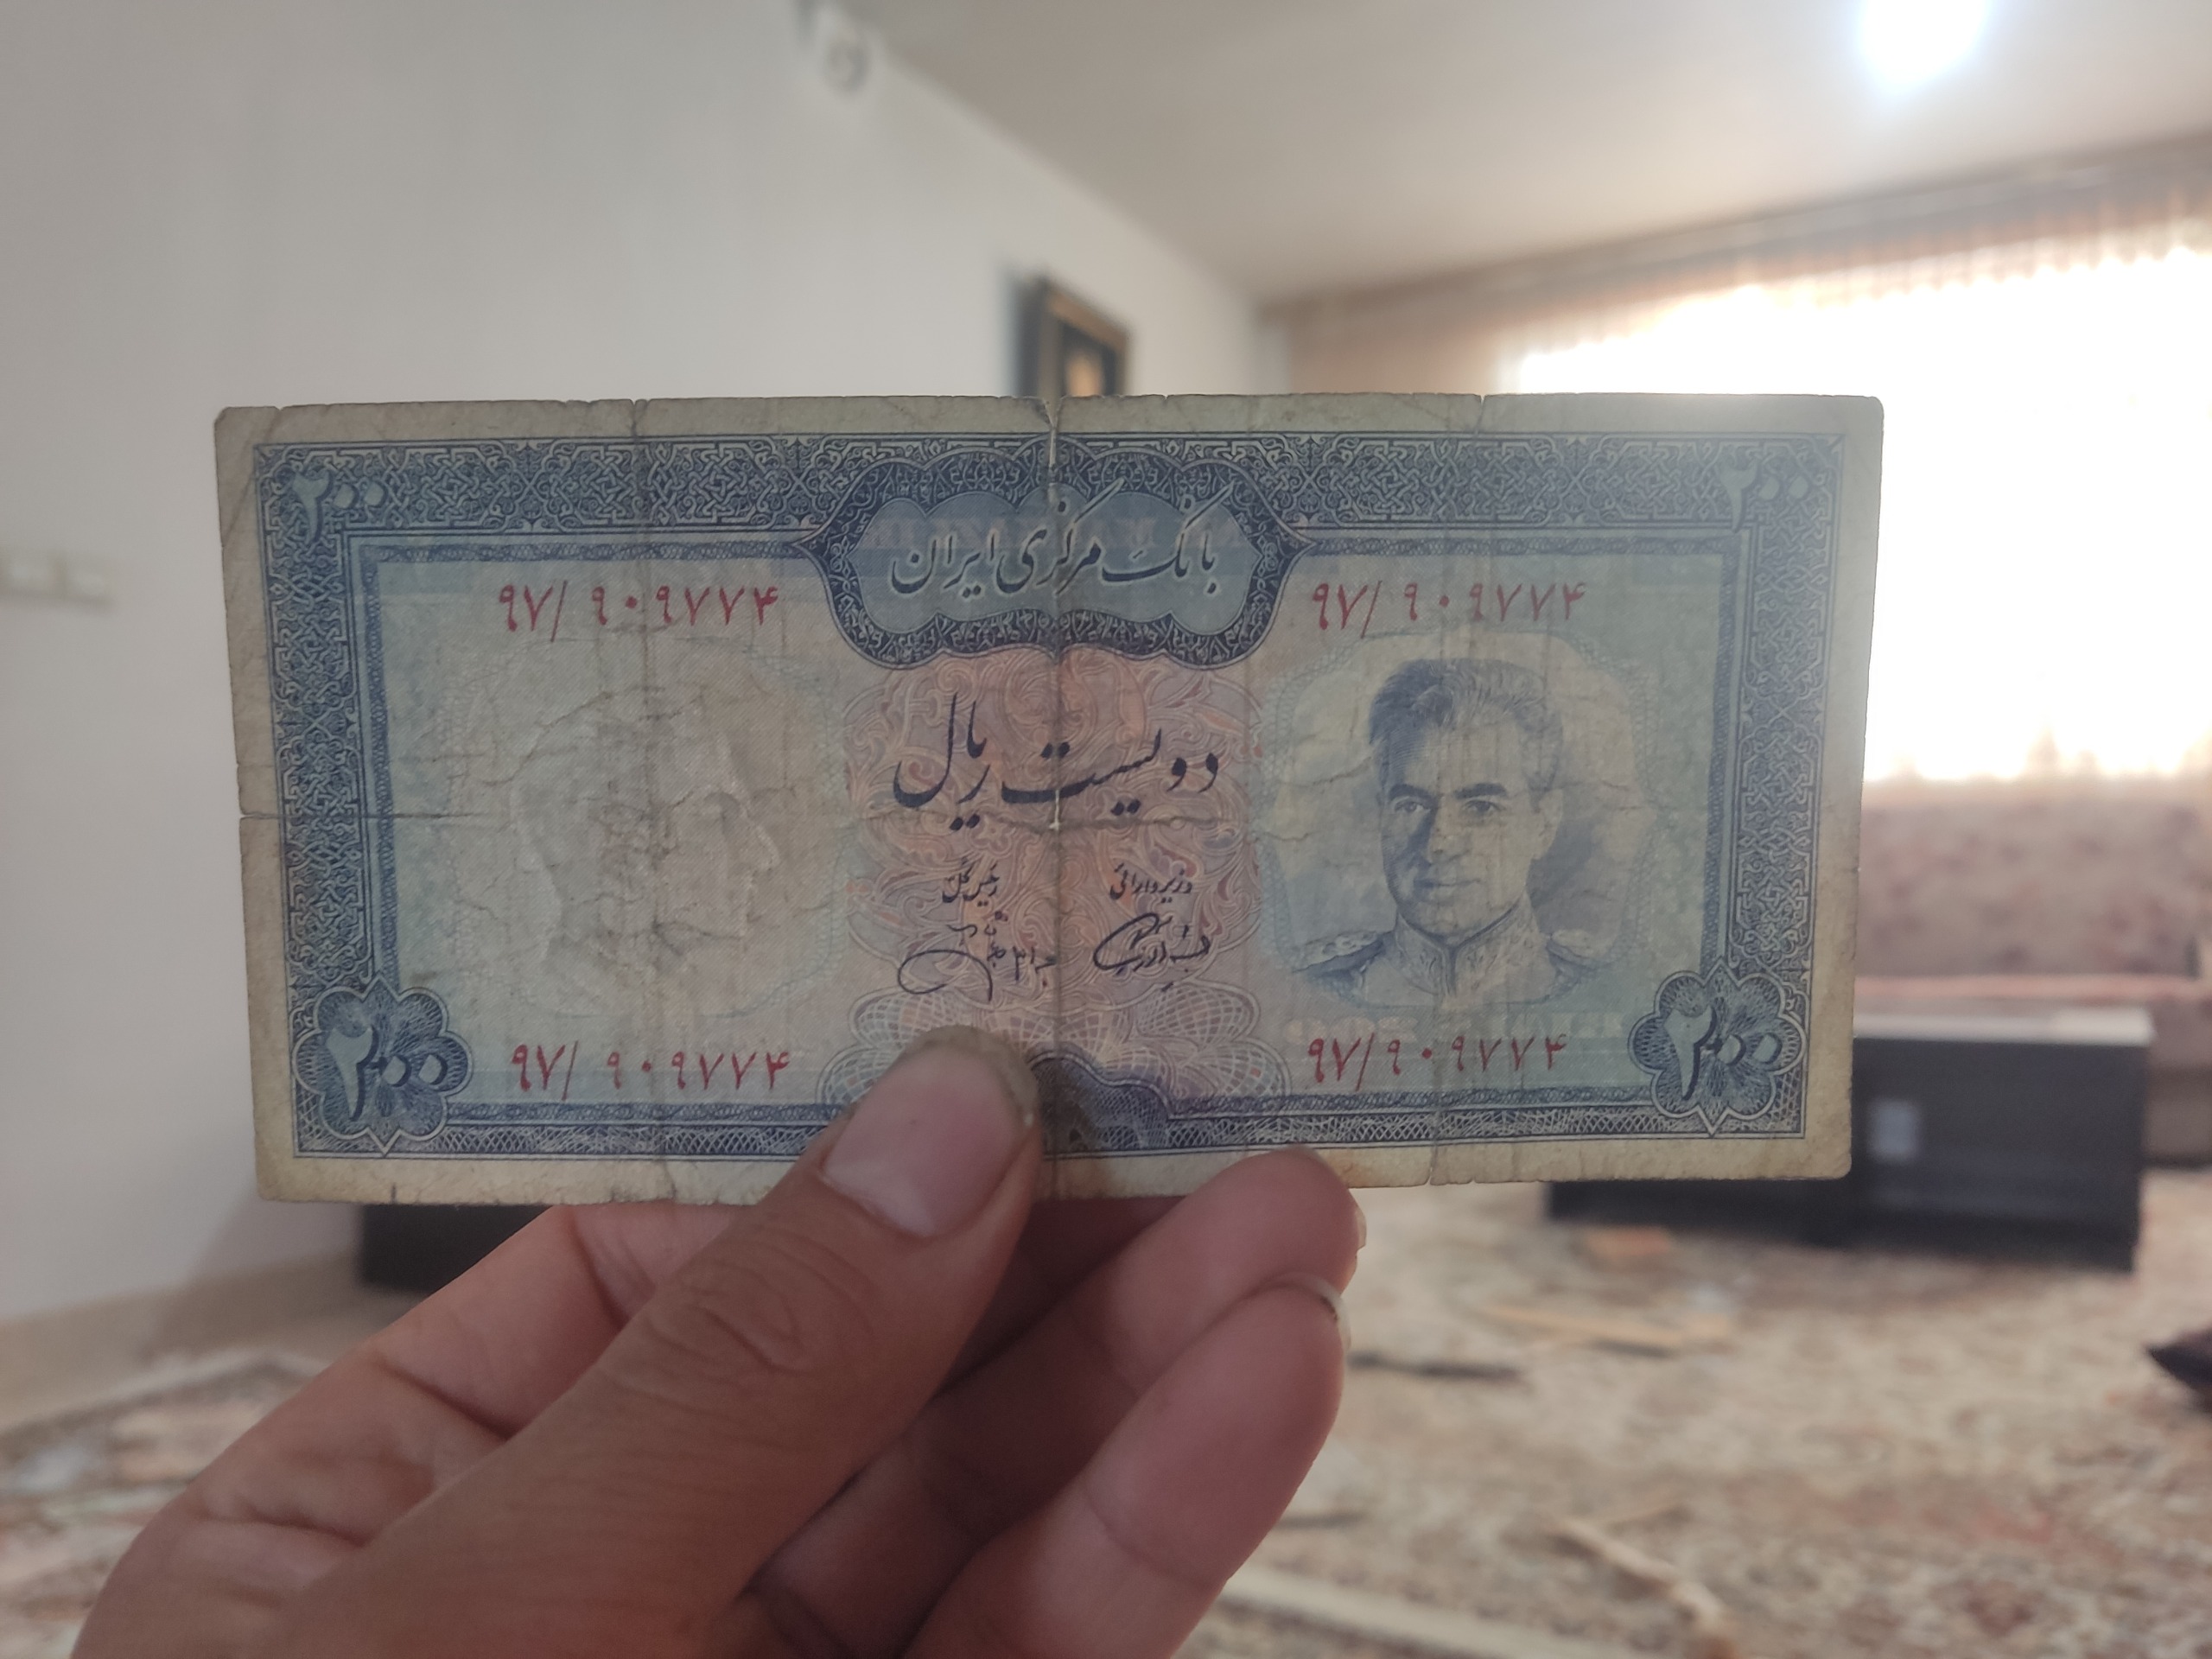 ۲۰۰
۲۰۰
بانک مرکزی ایران
۹۷/۹۰۹۷۷۴
۹۷/۹۰۹۷۷۴
دویست ریال
وزیر دارائی
رئیس کل
۹۷/۹۰۹۷۷۴
۹۷/۹۰۹۷۷۴
۲۰۰
۲۰۰